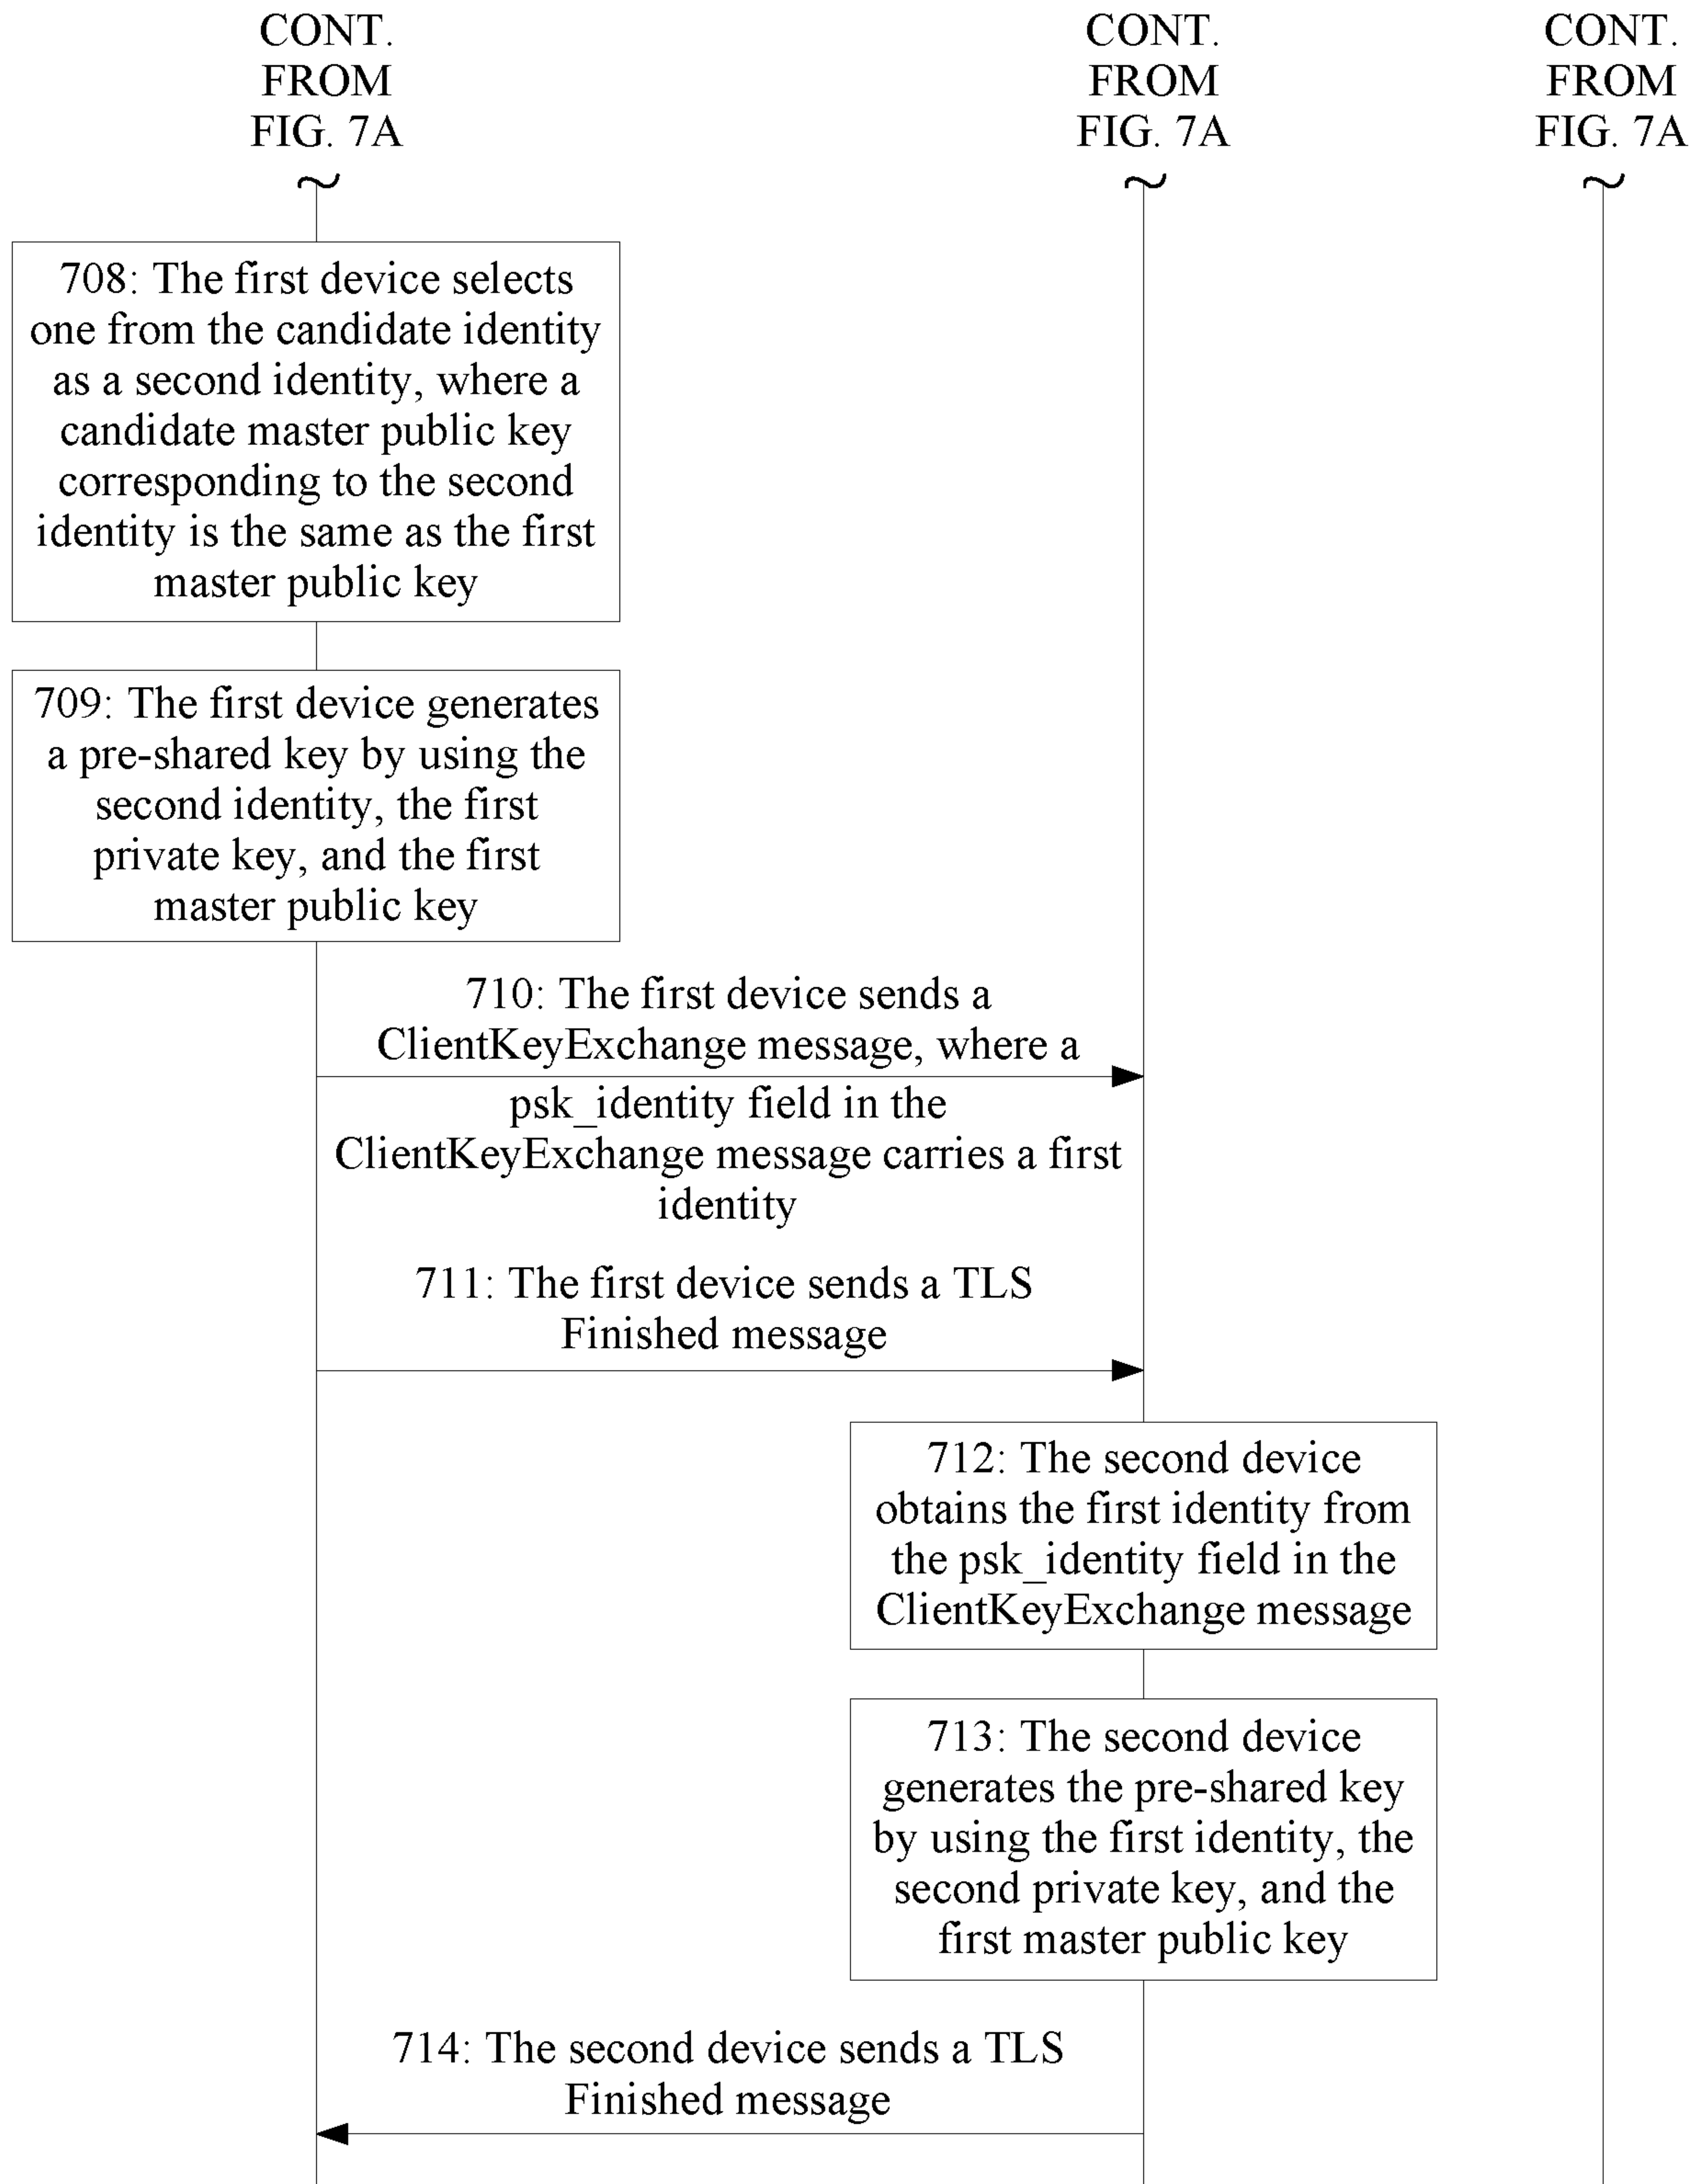 CONT.
FROM
FIG. 7A
CONT.
FROM
FIG. 7A
CONT.
FROM
FIG. 7A
708: The first device selects
one from the candidate identity
as a second identity, where a
candidate master public key
corresponding to the second
identity is the same as the first
master public key
709: The first device generates
a pre-shared key by using the
second identity, the first
private key, and the first
master public key
710: The first device sends a
ClientKeyExchange message, where a
psk_identity field in the
ClientKeyExchange message carries a first
identity
711: The first device sends a TLS
Finished message
712: The second device
obtains the first identity from
the psk_identity field in the
ClientKeyExchange message
713: The second device
generates the pre-shared key
by using the first identity, the
second private key, and the
first master public key
714: The second device sends a TLS
Finished message